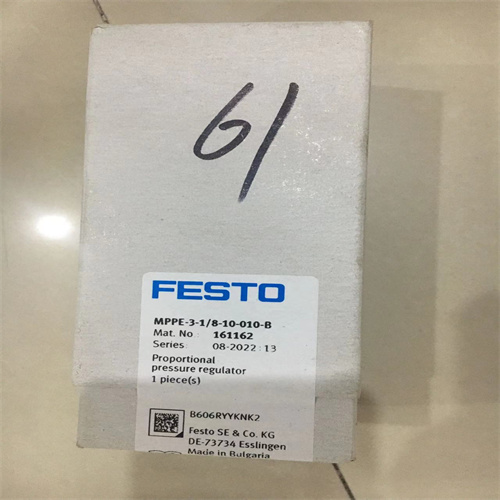 61
FESTO
MPPE-3-1/8-10-010-B
Mat. No 161162
Series 08-2022:13
Proportional
pressure regulator
1 piece(s)
B606RYYKNK2
Festo SE & Co. KG
DE-73734 Esslingen
Made in Bulgaria